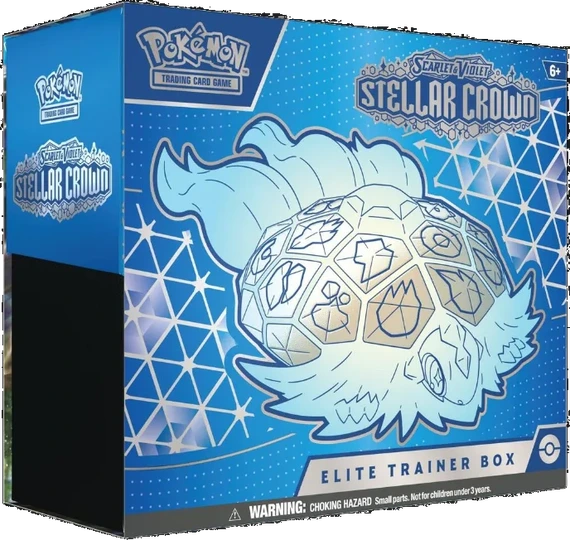 POKéMON
TRADING CARD GAME
SCARLET & VIOLET
STELLAR CROWN
POKéMON
TRADING CARD GAME
SCARLET & VIOLET
STELLAR CROWN
6+
ELITE TRAINER BOX
WARNING: CHOKING HAZARD Small parts. Not for children under 3 years.